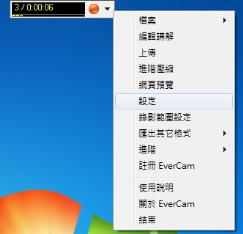 3 / 0:00:06
檔案
編輯講解
上傳
進階壓縮
網頁預覽
設定
錄影範圍設定
匯出其它格式
進階
註冊 EverCam
使用說明
關於 EverCam
結束